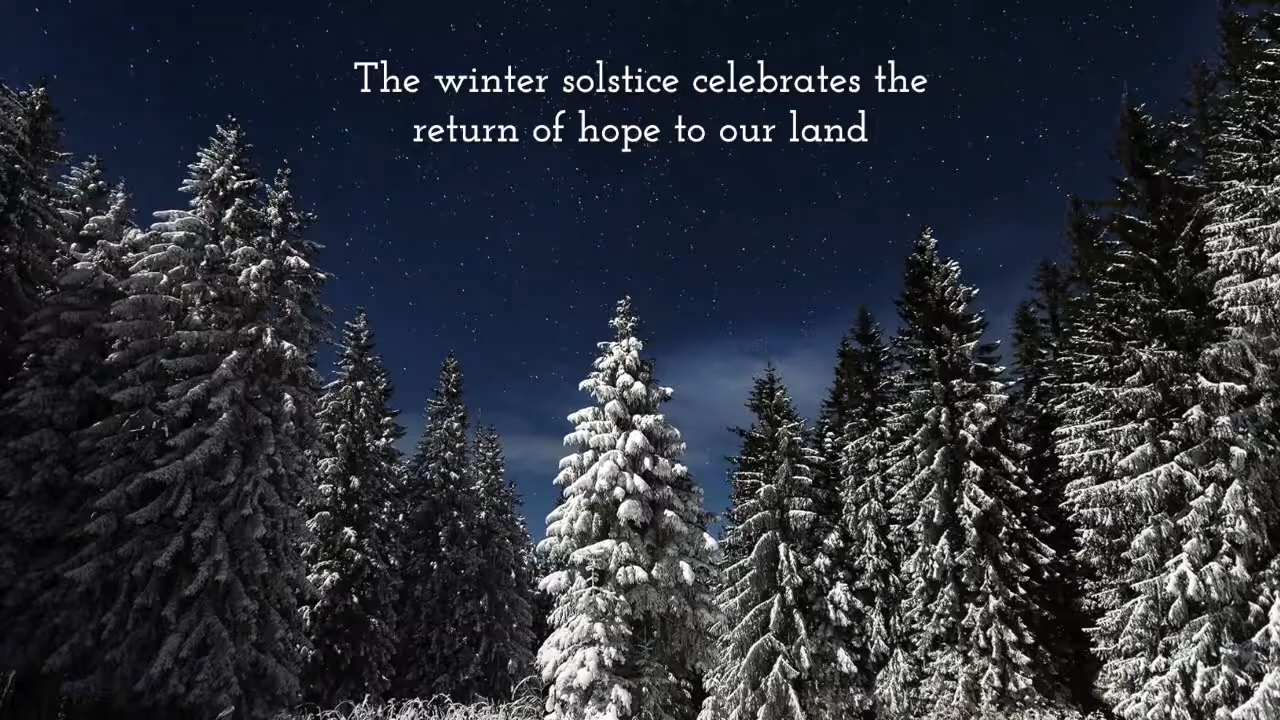 The winter solstice celebrates the
return of hope to our land